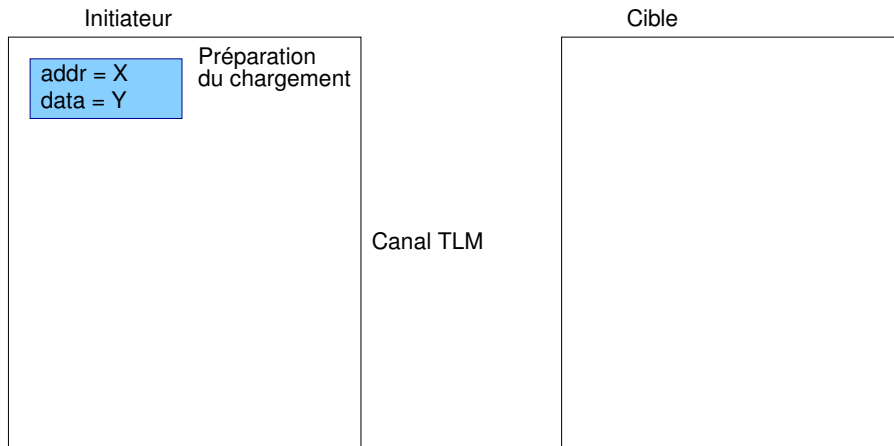 Initiateur
Cible
addr = X
data = Y
Préparation
du chargement
Canal TLM